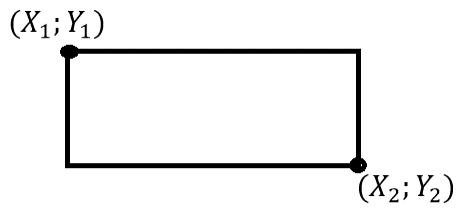 (X₁; Y₁)
(X₂; Y₂)